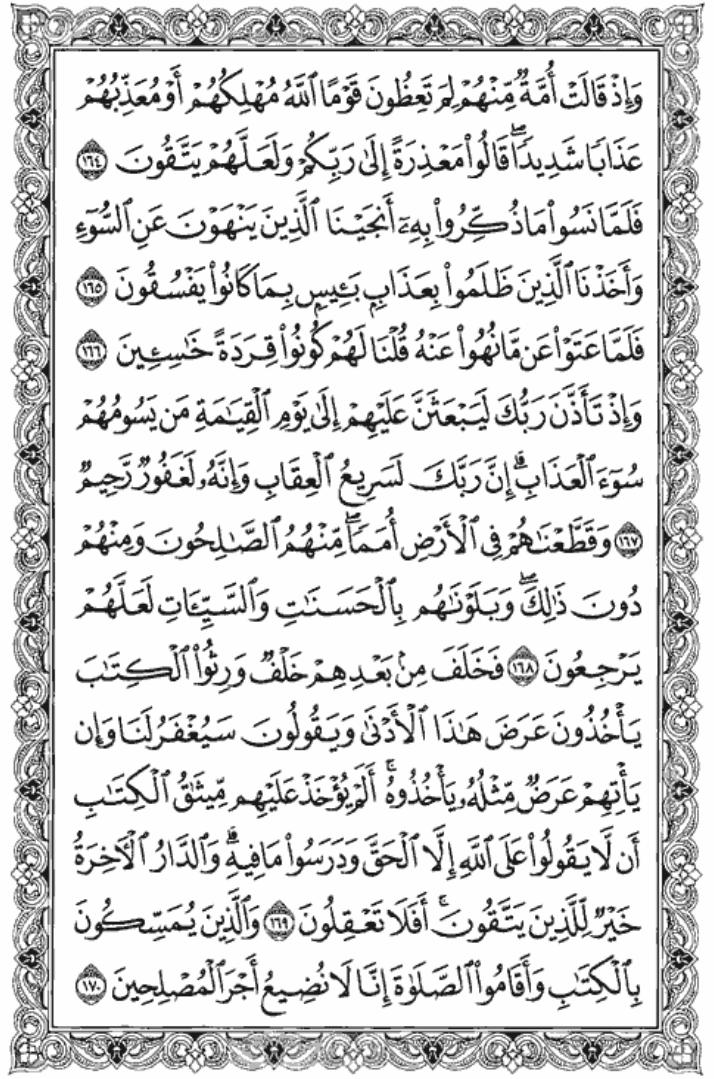 وَإِذْ قَالَتْ أُمَّةٌ مِّنْهُمْ لِمَ تَعِظُونَ قَوْمًا ٱللَّهُ مُهْلِكُهُمْ أَوْ مُعَذِّبُهُمْ
عَذَابًا شَدِيدًا ۖ قَالُوا۟ مَعْذِرَةً إِلَىٰ رَبِّكُمْ وَلَعَلَّهُمْ يَتَّقُونَ ١٦٤
فَلَمَّا نَسُوا۟ مَا ذُكِّرُوا۟ بِهِۦٓ أَنجَيْنَا ٱلَّذِينَ يَنْهَوْنَ عَنِ ٱلسُّوٓءِ
وَأَخَذْنَا ٱلَّذِينَ ظَلَمُوا۟ بِعَذَابٍۭ بَـِٔيسٍۭ بِمَا كَانُوا۟ يَفْسُقُونَ ١٦٥
فَلَمَّا عَتَوْا۟ عَن مَّا نُهُوا۟ عَنْهُ قُلْنَا لَهُمْ كُونُوا۟ قِرَدَةً خَـٰسِـِٔينَ ١٦٦
وَإِذْ تَأَذَّنَ رَبُّكَ لَيَبْعَثَنَّ عَلَيْهِمْ إِلَىٰ يَوْمِ ٱلْقِيَـٰمَةِ مَن يَسُومُهُمْ
سُوٓءَ ٱلْعَذَابِ ۗ إِنَّ رَبَّكَ لَسَرِيعُ ٱلْعِقَابِ ۖ وَإِنَّهُۥ لَغَفُورٌ رَّحِيمٌ
١٦٧ وَقَطَّعْنَـٰهُمْ فِى ٱلْأَرْضِ أُمَمًا ۖ مِّنْهُمُ ٱلصَّـٰلِحُونَ وَمِنْهُمْ
دُونَ ذَٰلِكَ ۖ وَبَلَوْنَـٰهُم بِٱلْحَسَنَـٰتِ وَٱلسَّيِّـَٔاتِ لَعَلَّهُمْ
يَرْجِعُونَ ١٦٨ فَخَلَفَ مِنۢ بَعْدِهِمْ خَلْفٌ وَرِثُوا۟ ٱلْكِتَـٰبَ
يَأْخُذُونَ عَرَضَ هَـٰذَا ٱلْأَدْنَىٰ وَيَقُولُونَ سَيُغْفَرُ لَنَا وَإِن
يَأْتِهِمْ عَرَضٌ مِّثْلُهُۥ يَأْخُذُوهُ ۚ أَلَمْ يُؤْخَذْ عَلَيْهِم مِّيثَـٰقُ ٱلْكِتَـٰبِ
أَن لَّا يَقُولُوا۟ عَلَى ٱللَّهِ إِلَّا ٱلْحَقَّ وَدَرَسُوا۟ مَا فِيهِ ۗ وَٱلدَّارُ ٱلْـَٔاخِرَةُ
خَيْرٌ لِّلَّذِينَ يَتَّقُونَ ۗ أَفَلَا تَعْقِلُونَ ١٦٩ وَٱلَّذِينَ يُمَسِّكُونَ
بِٱلْكِتَـٰبِ وَأَقَامُوا۟ ٱلصَّلَوٰةَ إِنَّا لَا نُضِيعُ أَجْرَ ٱلْمُصْلِحِينَ ١٧٠